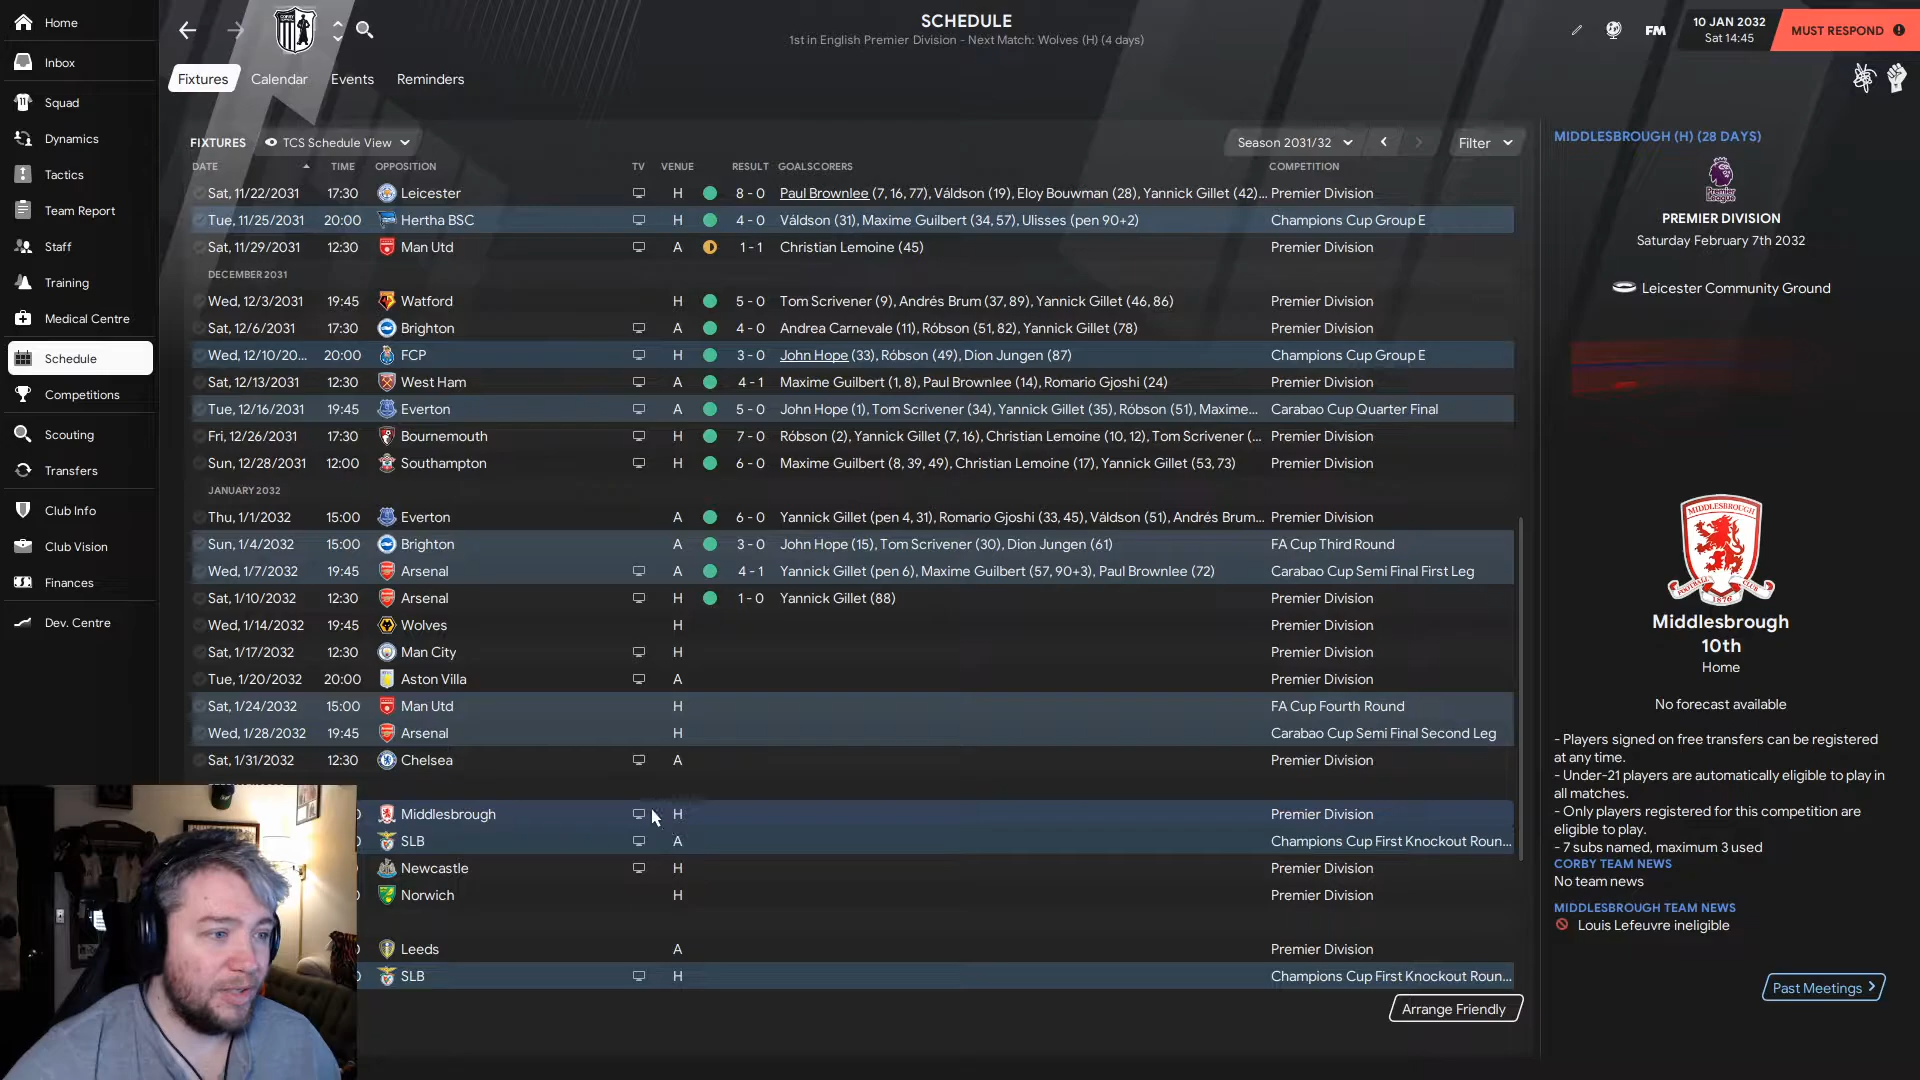 Home
Inbox
Squad
Dynamics
Tactics
Team Report
Staff
Training
Medical Centre
Schedule
Competitions
Scouting
Transfers
Club Info
Club Vision
Finances
Dev. Centre
SCHEDULE
1st in English Premier Division - Next Match: Wolves (H) (4 days)
FM
10 JAN 2032
Sat 14:45
MUST RESPOND
Fixtures Calendar Events Reminders
FIXTURES TCS Schedule View Season 2031/32 Filter
DATE TIME OPPOSITION TV VENUE RESULT GOALSCORERS COMPETITION
Sat, 11/22/2031 17:30 Leicester H 8 - 0 Paul Brownlee (7, 16, 77), Váldson (19), Eloy Bouwman (28), Yannick Gillet (42)... Premier Division
Tue, 11/25/2031 20:00 Hertha BSC H 4 - 0 Váldson (31), Maxime Guilbert (34, 57), Ulisses (pen 90+2) Champions Cup Group E
Sat, 11/29/2031 12:30 Man Utd A 1 - 1 Christian Lemoine (45) Premier Division
DECEMBER 2031
Wed, 12/3/2031 19:45 Watford H 5 - 0 Tom Scrivener (9), Andrés Brum (37, 89), Yannick Gillet (46, 86) Premier Division
Sat, 12/6/2031 17:30 Brighton A 4 - 0 Andrea Carnevale (11), Róbson (51, 82), Yannick Gillet (78) Premier Division
Wed, 12/10/20... 20:00 FCP H 3 - 0 John Hope (33), Róbson (49), Dion Jungen (87) Champions Cup Group E
Sat, 12/13/2031 12:30 West Ham A 4 - 1 Maxime Guilbert (1, 8), Paul Brownlee (14), Romario Gjoshi (24) Premier Division
Tue, 12/16/2031 19:45 Everton A 5 - 0 John Hope (1), Tom Scrivener (34), Yannick Gillet (35), Róbson (51), Maxime... Carabao Cup Quarter Final
Fri, 12/26/2031 17:30 Bournemouth H 7 - 0 Róbson (2), Yannick Gillet (7, 16), Christian Lemoine (10, 12), Tom Scrivener (... Premier Division
Sun, 12/28/2031 12:00 Southampton H 6 - 0 Maxime Guilbert (8, 39, 49), Christian Lemoine (17), Yannick Gillet (53, 73) Premier Division
JANUARY 2032
Thu, 1/1/2032 15:00 Everton A 6 - 0 Yannick Gillet (pen 4, 31), Romario Gjoshi (33, 45), Váldson (51), Andrés Brum... Premier Division
Sun, 1/4/2032 15:00 Brighton A 3 - 0 John Hope (15), Tom Scrivener (30), Dion Jungen (61) FA Cup Third Round
Wed, 1/7/2032 19:45 Arsenal A 4 - 1 Yannick Gillet (pen 6), Maxime Guilbert (57, 90+3), Paul Brownlee (72) Carabao Cup Semi Final First Leg
Sat, 1/10/2032 12:30 Arsenal H 1 - 0 Yannick Gillet (88) Premier Division
Wed, 1/14/2032 19:45 Wolves H Premier Division
Sat, 1/17/2032 12:30 Man City H Premier Division
Tue, 1/20/2032 20:00 Aston Villa A Premier Division
Sat, 1/24/2032 15:00 Man Utd H FA Cup Fourth Round
Wed, 1/28/2032 19:45 Arsenal H Carabao Cup Semi Final Second Leg
Sat, 1/31/2032 12:30 Chelsea A Premier Division
Middlesbrough H Premier Division
SLB A Champions Cup First Knockout Roun...
Newcastle H Premier Division
Norwich H Premier Division
Leeds A Premier Division
SLB H Champions Cup First Knockout Roun...
Arrange Friendly
MIDDLESBROUGH (H) (28 DAYS)
PREMIER DIVISION
Saturday February 7th 2032
Leicester Community Ground
MIDDLESBROUGH
1876
Middlesbrough
10th
Home
No forecast available
- Players signed on free transfers can be registered
at any time.
- Under-21 players are automatically eligible to play in
all matches.
- Only players registered for this competition are
eligible to play.
- 7 subs named, maximum 3 used
CORBY TEAM NEWS
No team news
MIDDLESBROUGH TEAM NEWS
Louis Lefeuvre ineligible
Past Meetings